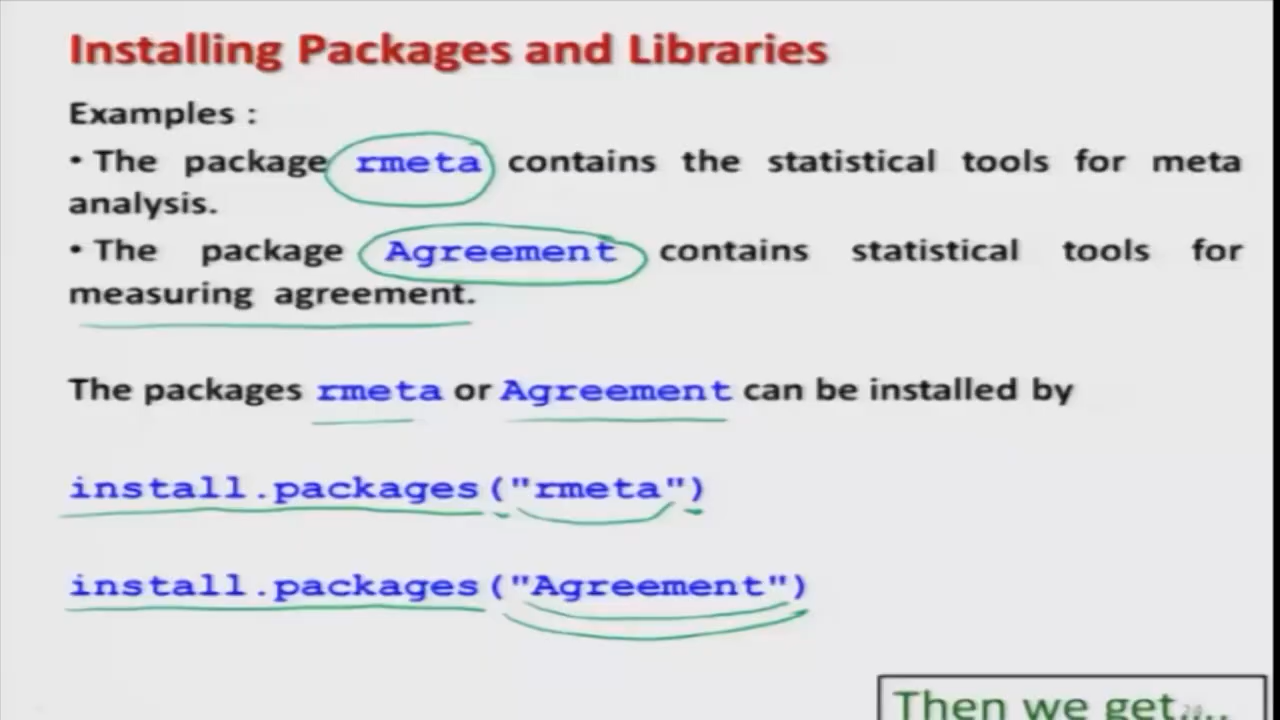 Installing Packages and Libraries
Examples :
• The package rmeta contains the statistical tools for meta
analysis.
• The package Agreement contains statistical tools for
measuring agreement.
The packages rmeta or Agreement can be installed by
install.packages("rmeta")
install.packages("Agreement")
Then we get...